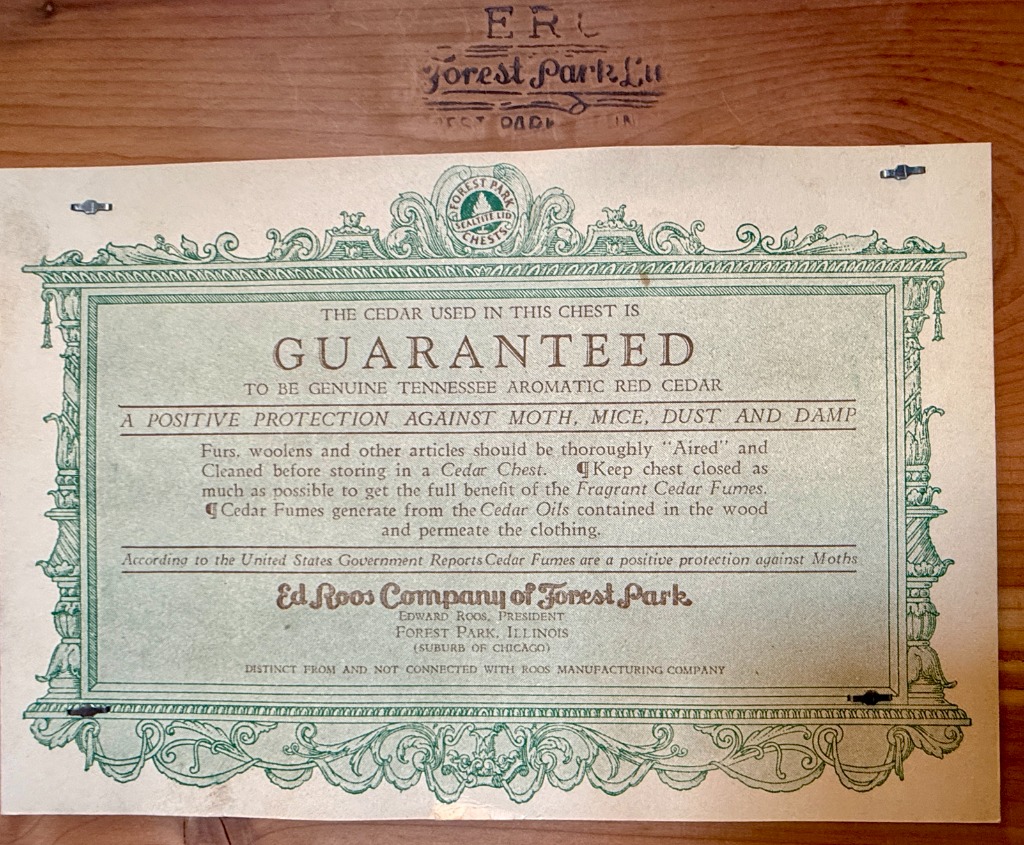 Forest Park
FOREST PARK
SEALTITE LID
CHESTS
THE CEDAR USED IN THIS CHEST IS
GUARANTEED
TO BE GENUINE TENNESSEE AROMATIC RED CEDAR
A POSITIVE PROTECTION AGAINST MOTH, MICE, DUST AND DAMP
Furs, woolens and other articles should be thoroughly "Aired" and
Cleaned before storing in a Cedar Chest. ¶ Keep chest closed as
much as possible to get the full benefit of the Fragrant Cedar Fumes.
¶ Cedar Fumes generate from the Cedar Oils contained in the wood
and permeate the clothing.
According to the United States Government Reports Cedar Fumes are a positive protection against Moths
Ed Roos Company of Forest Park
EDWARD ROOS, PRESIDENT
FOREST PARK, ILLINOIS
(SUBURB OF CHICAGO)
DISTINCT FROM AND NOT CONNECTED WITH ROOS MANUFACTURING COMPANY